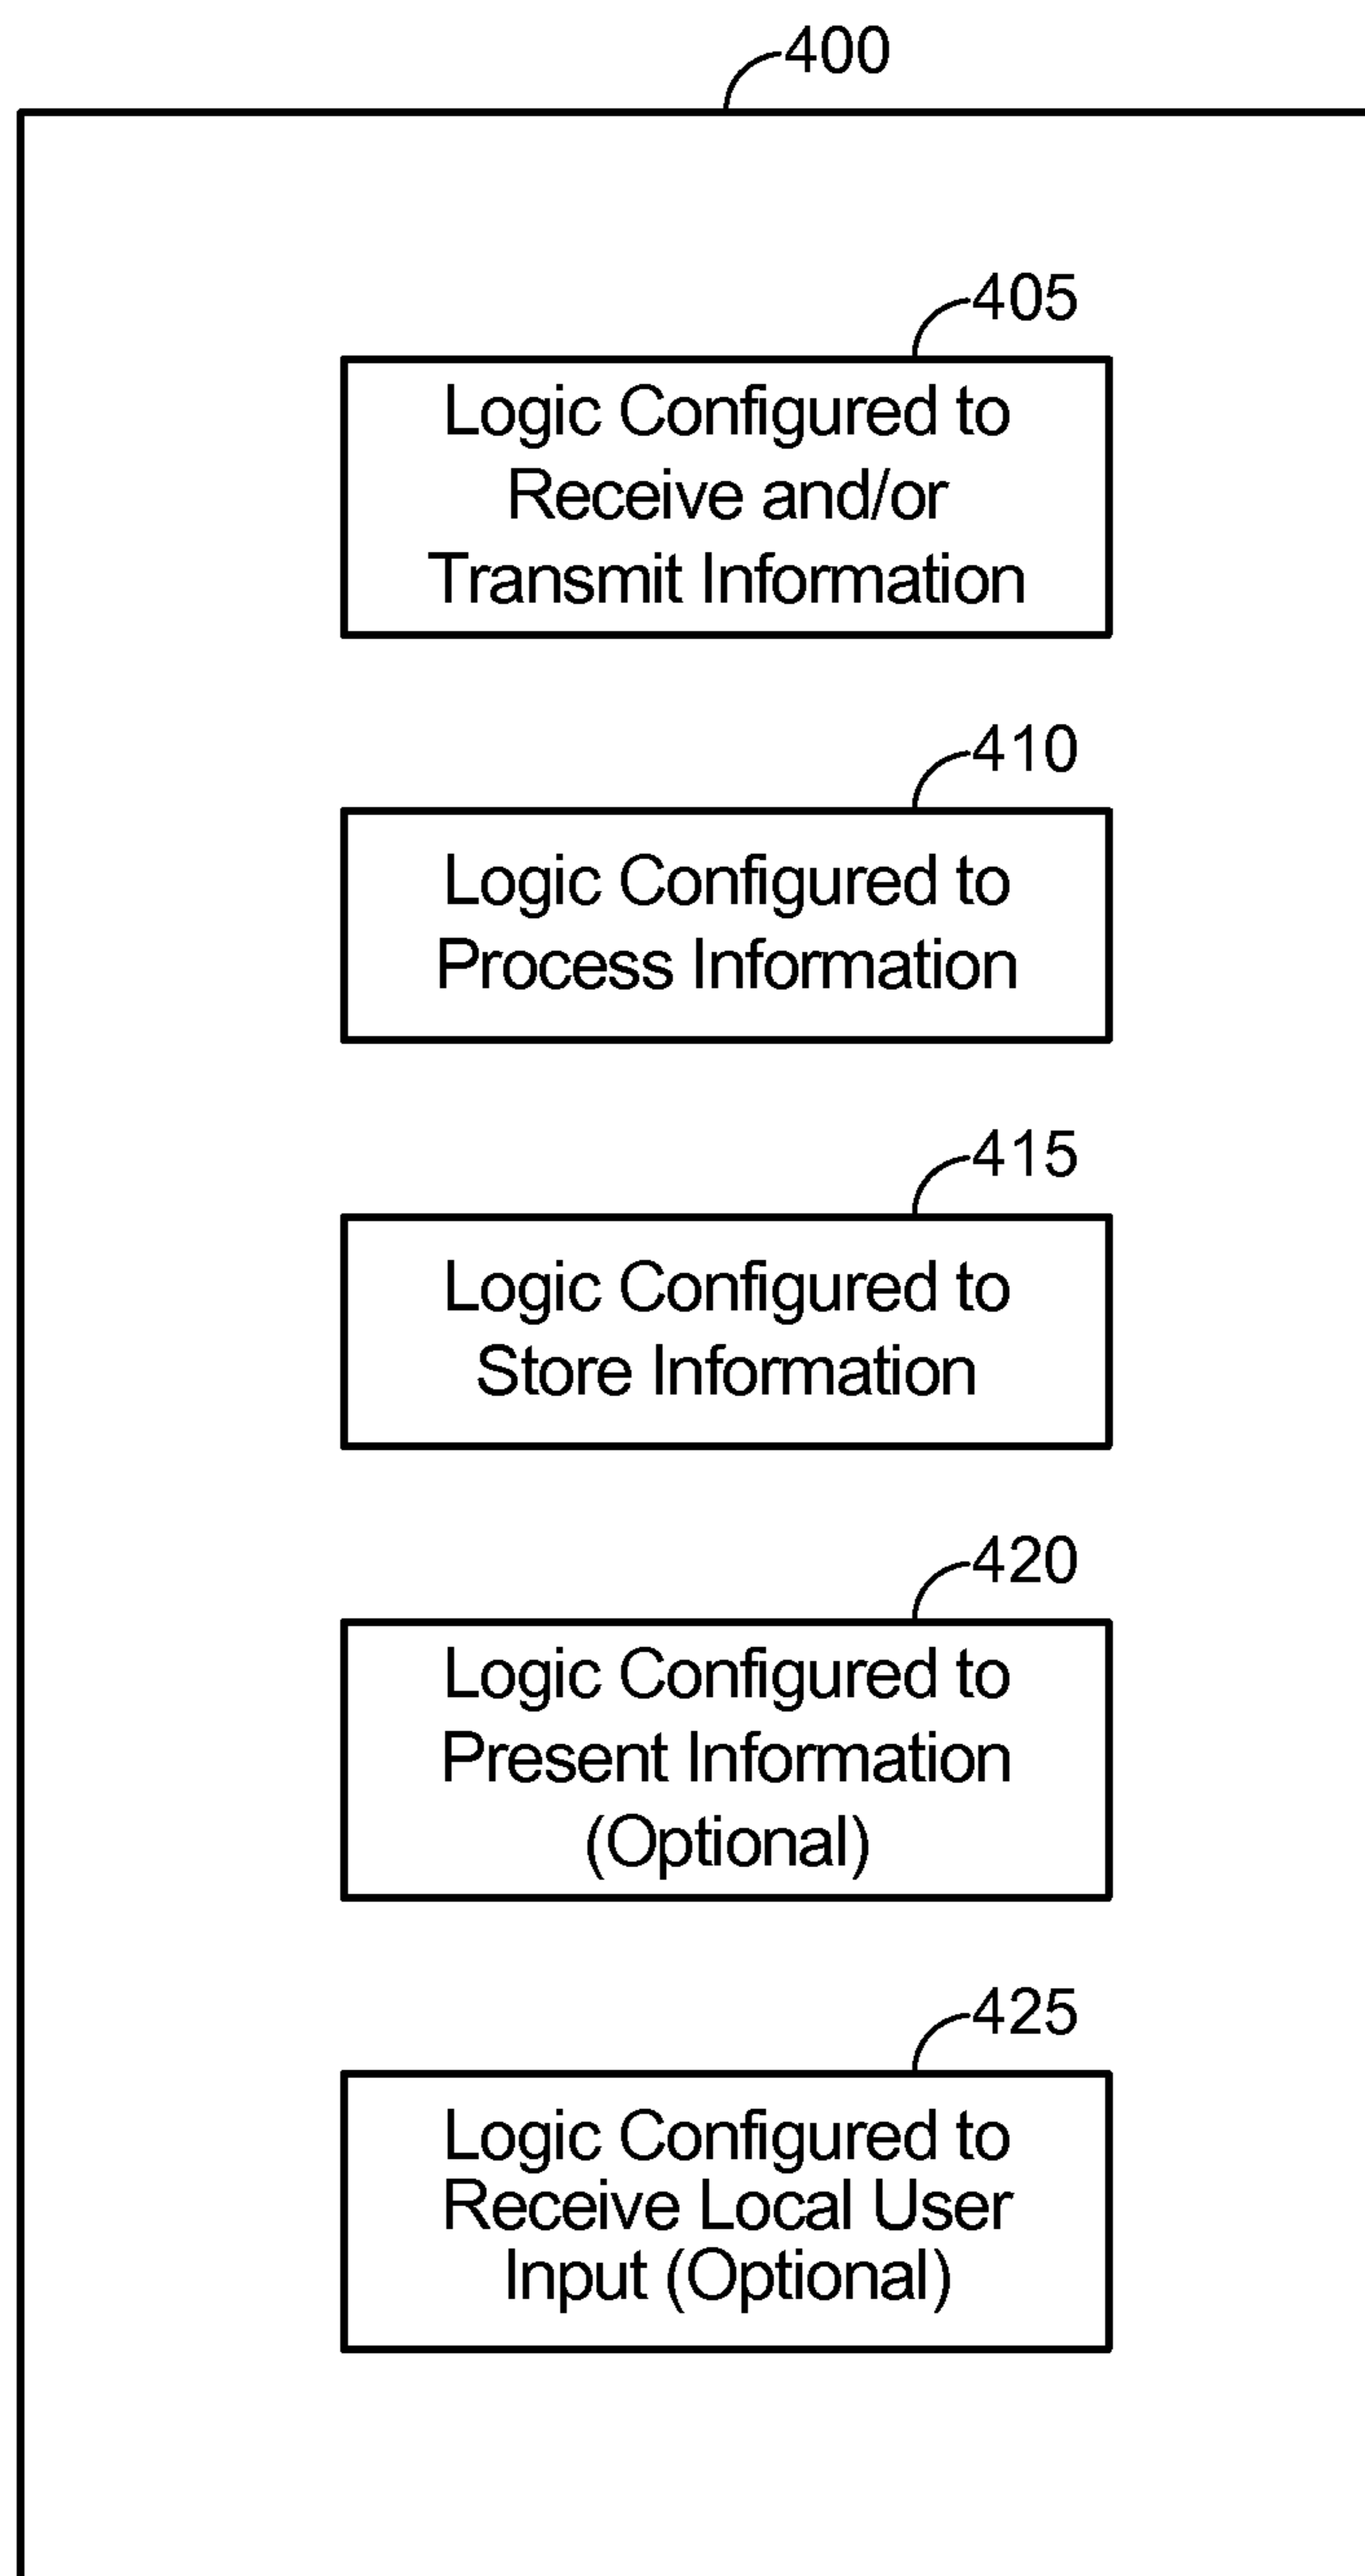 400
405
Logic Configured to
Receive and/or
Transmit Information
410
Logic Configured to
Process Information
415
Logic Configured to
Store Information
420
Logic Configured to
Present Information
(Optional)
425
Logic Configured to
Receive Local User
Input (Optional)